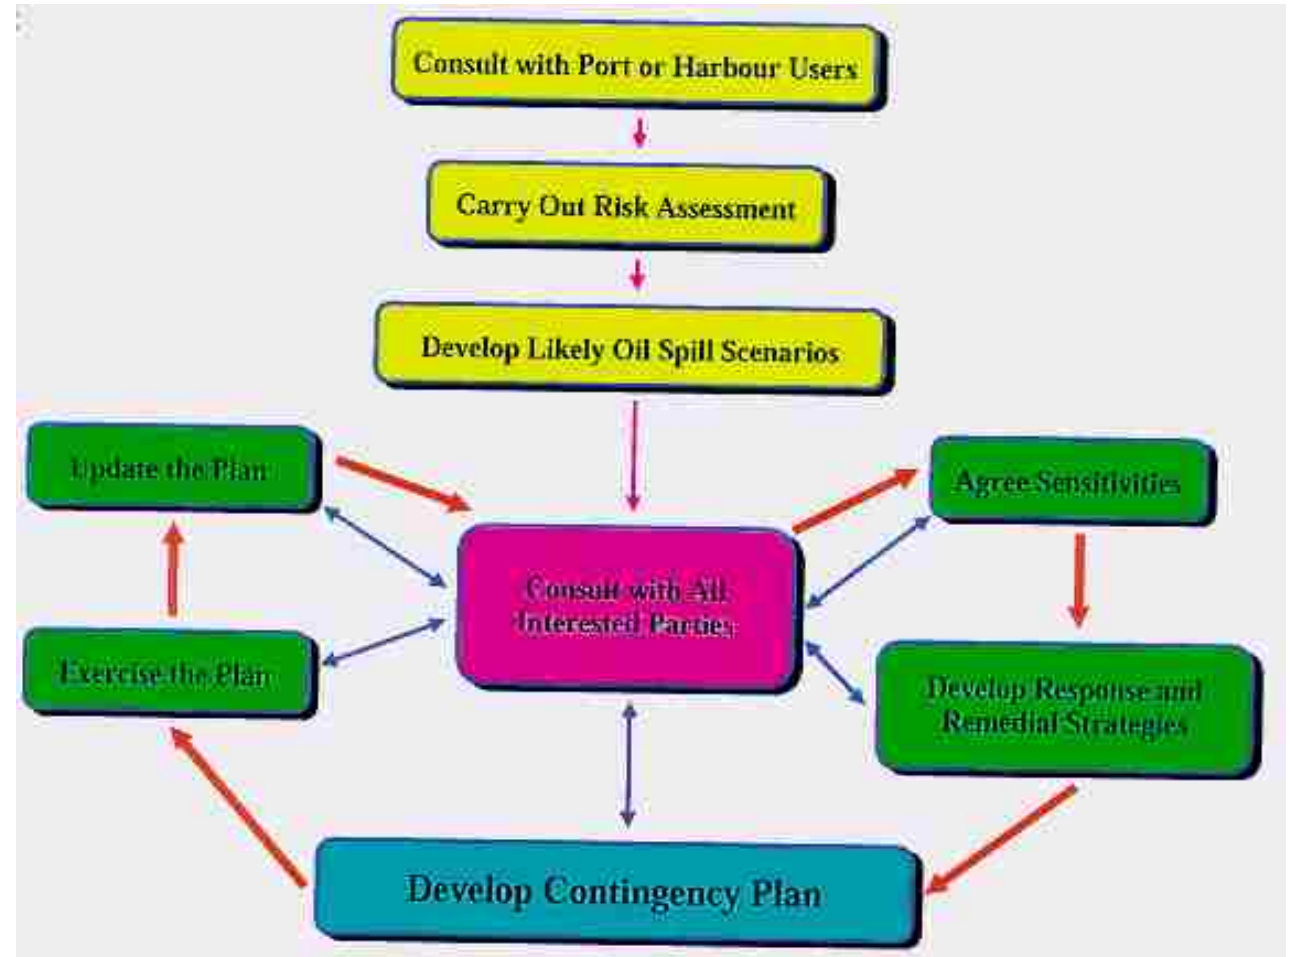 Consult with Port or Harbour Users
Carry Out Risk Assessment
Develop Likely Oil Spill Scenarios
Update the Plan
Agree Sensitivities
Consult with All
Interested Parties
Exercise the Plan
Develop Response and
Remedial Strategies
Develop Contingency Plan